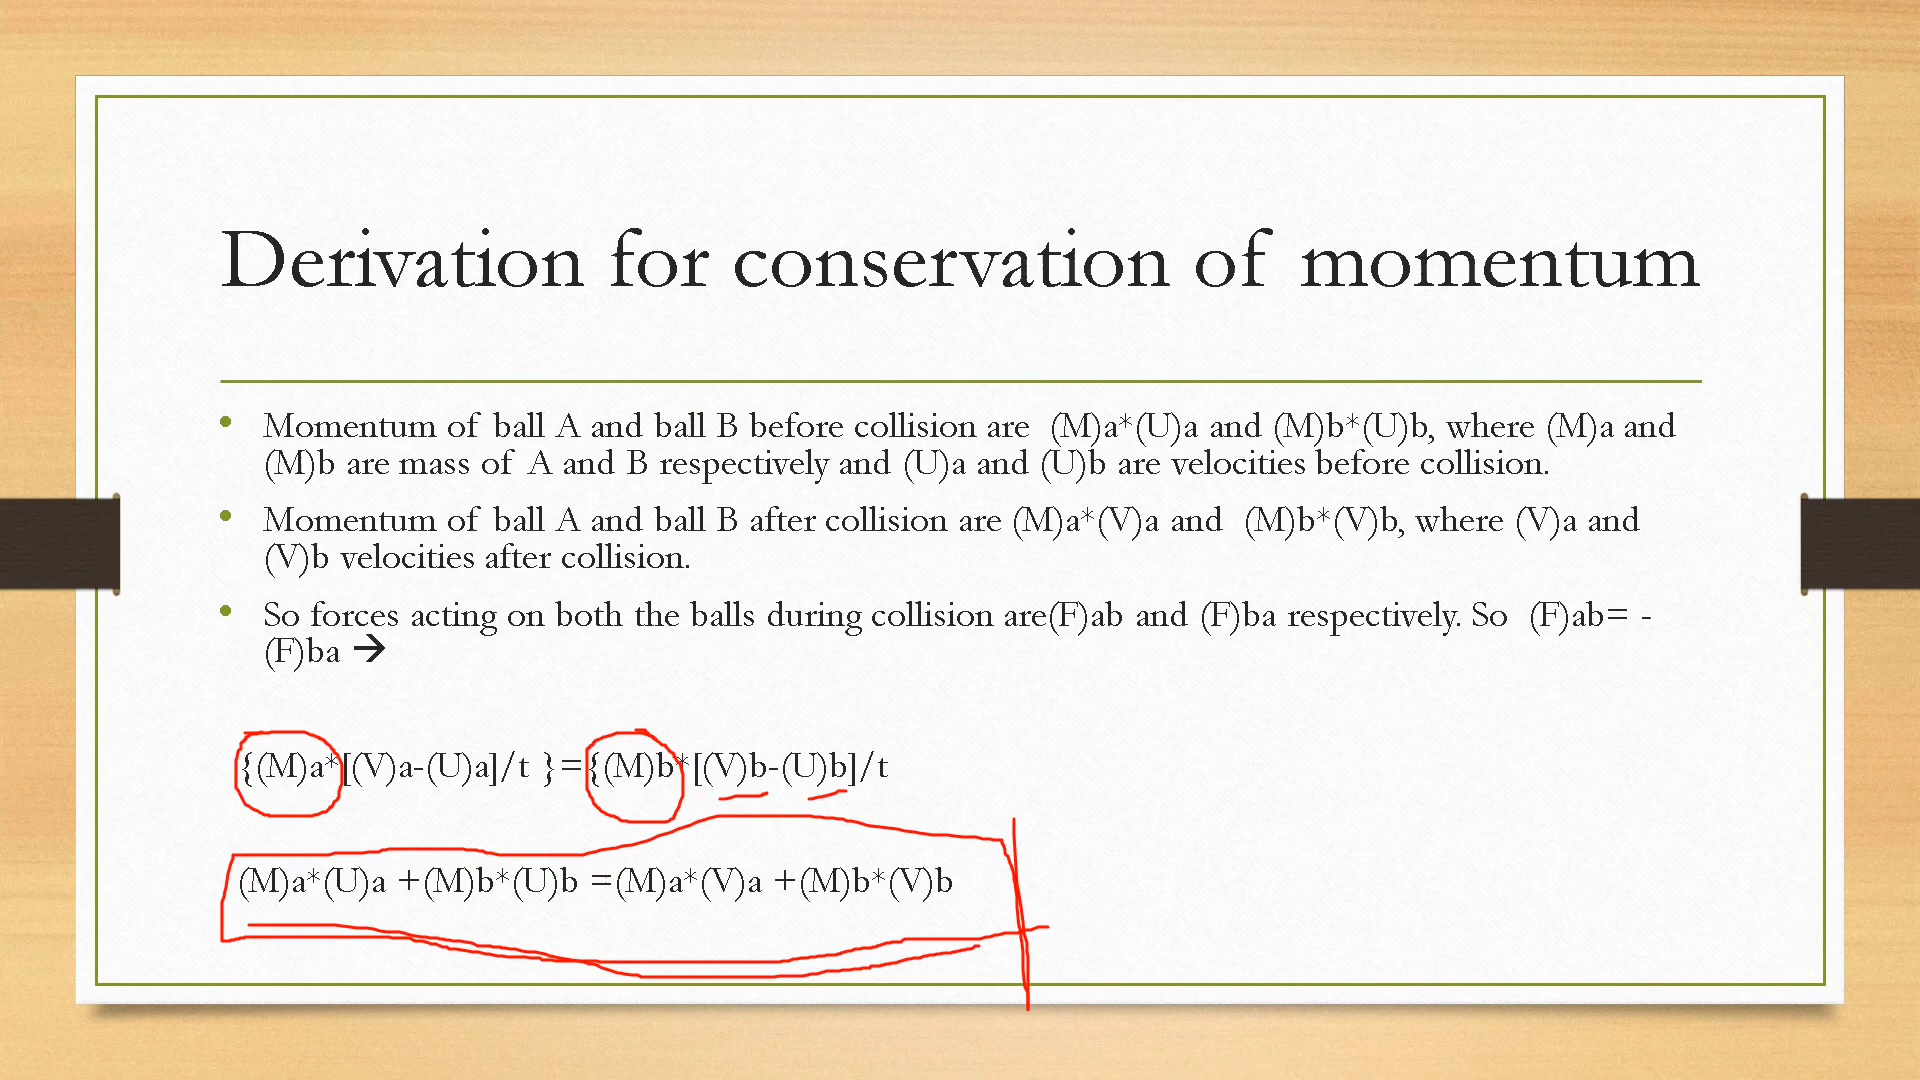 Derivation for conservation of momentum
• Momentum of ball A and ball B before collision are (M)a*(U)a and (M)b*(U)b, where (M)a and
(M)b are mass of A and B respectively and (U)a and (U)b are velocities before collision.
• Momentum of ball A and ball B after collision are (M)a*(V)a and (M)b*(V)b, where (V)a and
(V)b velocities after collision.
• So forces acting on both the balls during collision are(F)ab and (F)ba respectively. So (F)ab= -
(F)ba →
{(M)a*[(V)a-(U)a]/t }={(M)b*[(V)b-(U)b]/t
(M)a*(U)a +(M)b*(U)b =(M)a*(V)a +(M)b*(V)b